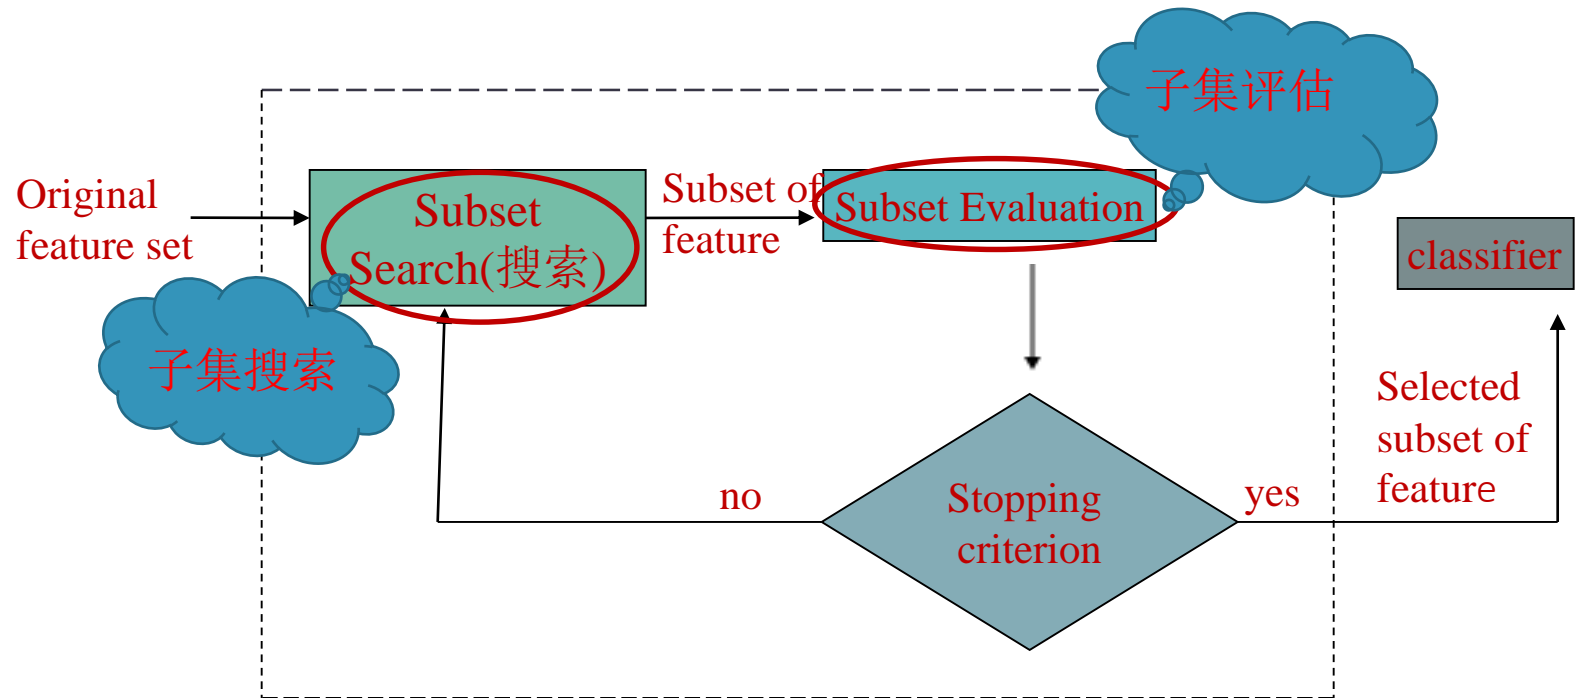 子集评估
Original
feature set
Subset
Search(搜索)
Subset of
feature
Subset Evaluation
classifier
子集搜索
Selected
subset of
feature
no
Stopping
criterion
yes